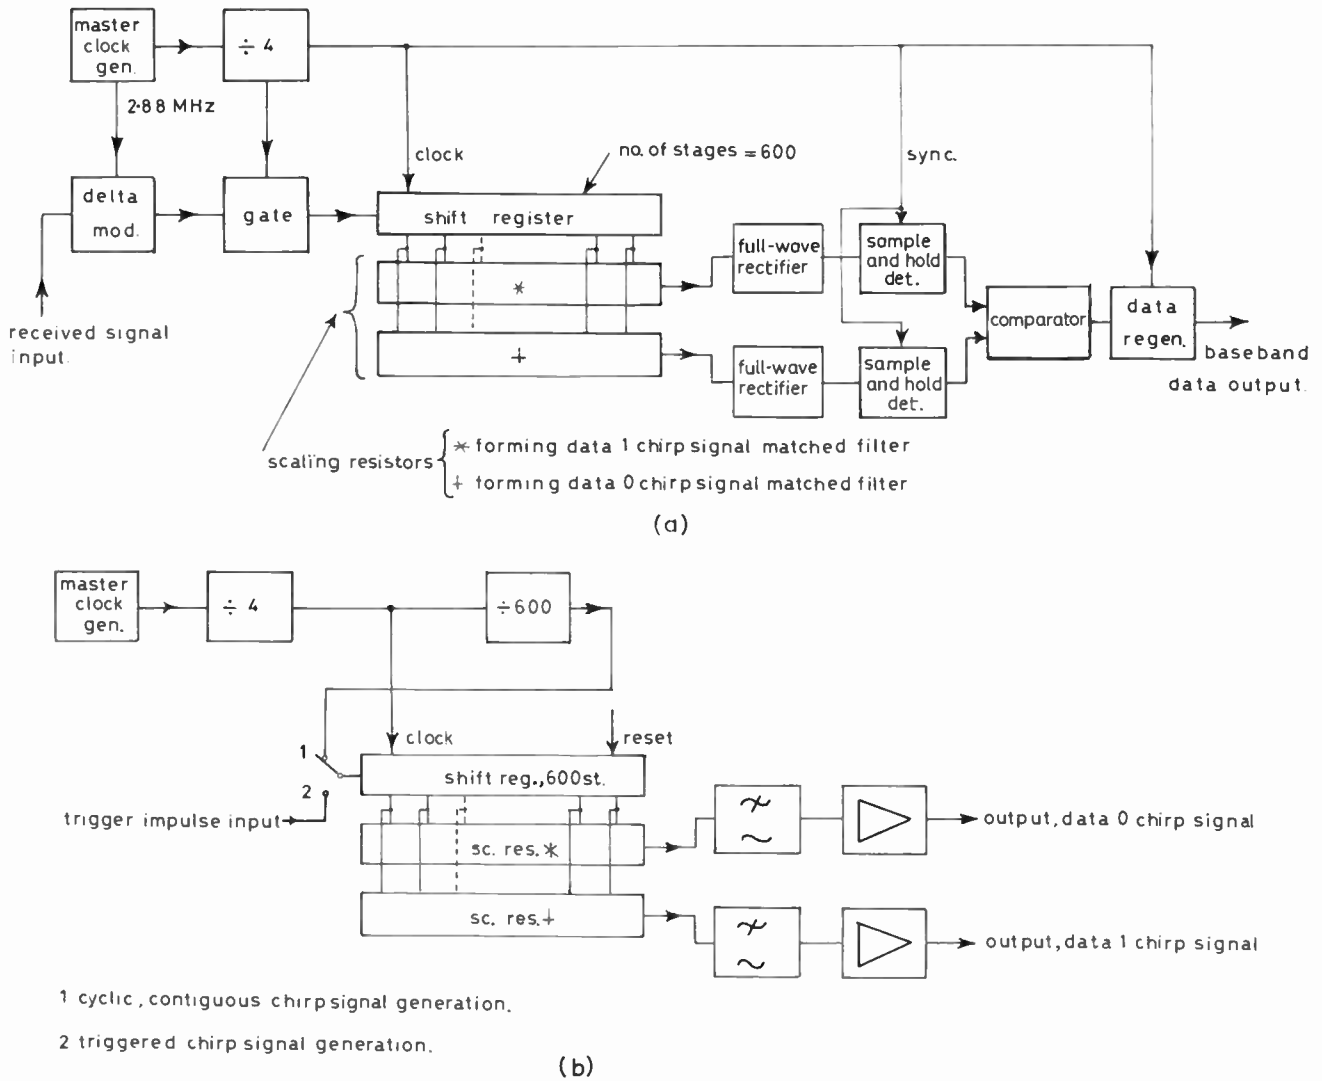 (a)
master
clock
gen.
÷ 4
2·88 MHz
clock
no. of stages = 600
sync.
delta
mod.
gate
shift register
full-wave
rectifier
sample
and hold
det.
*
received signal
input.
comparator
data
regen.
+
full-wave
rectifier
sample
and hold
det.
baseband
data output.
scaling resistors
* forming data 1 chirp signal matched filter
+ forming data 0 chirp signal matched filter
master
clock
gen.
÷ 4
÷600
1
clock
reset
shift reg., 600st.
2
trigger impulse input
sc. res.*
output, data 0 chirp signal
sc. res.+
output, data 1 chirp signal
1 cyclic, contiguous chirp signal generation.
2 triggered chirp signal generation.
(b)